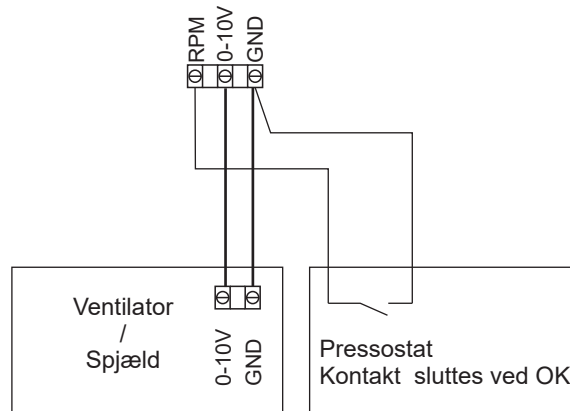 RPM
0-10V
GND
Ventilator
/
Spjæld
0-10V
GND
Pressostat
Kontakt sluttes ved OK